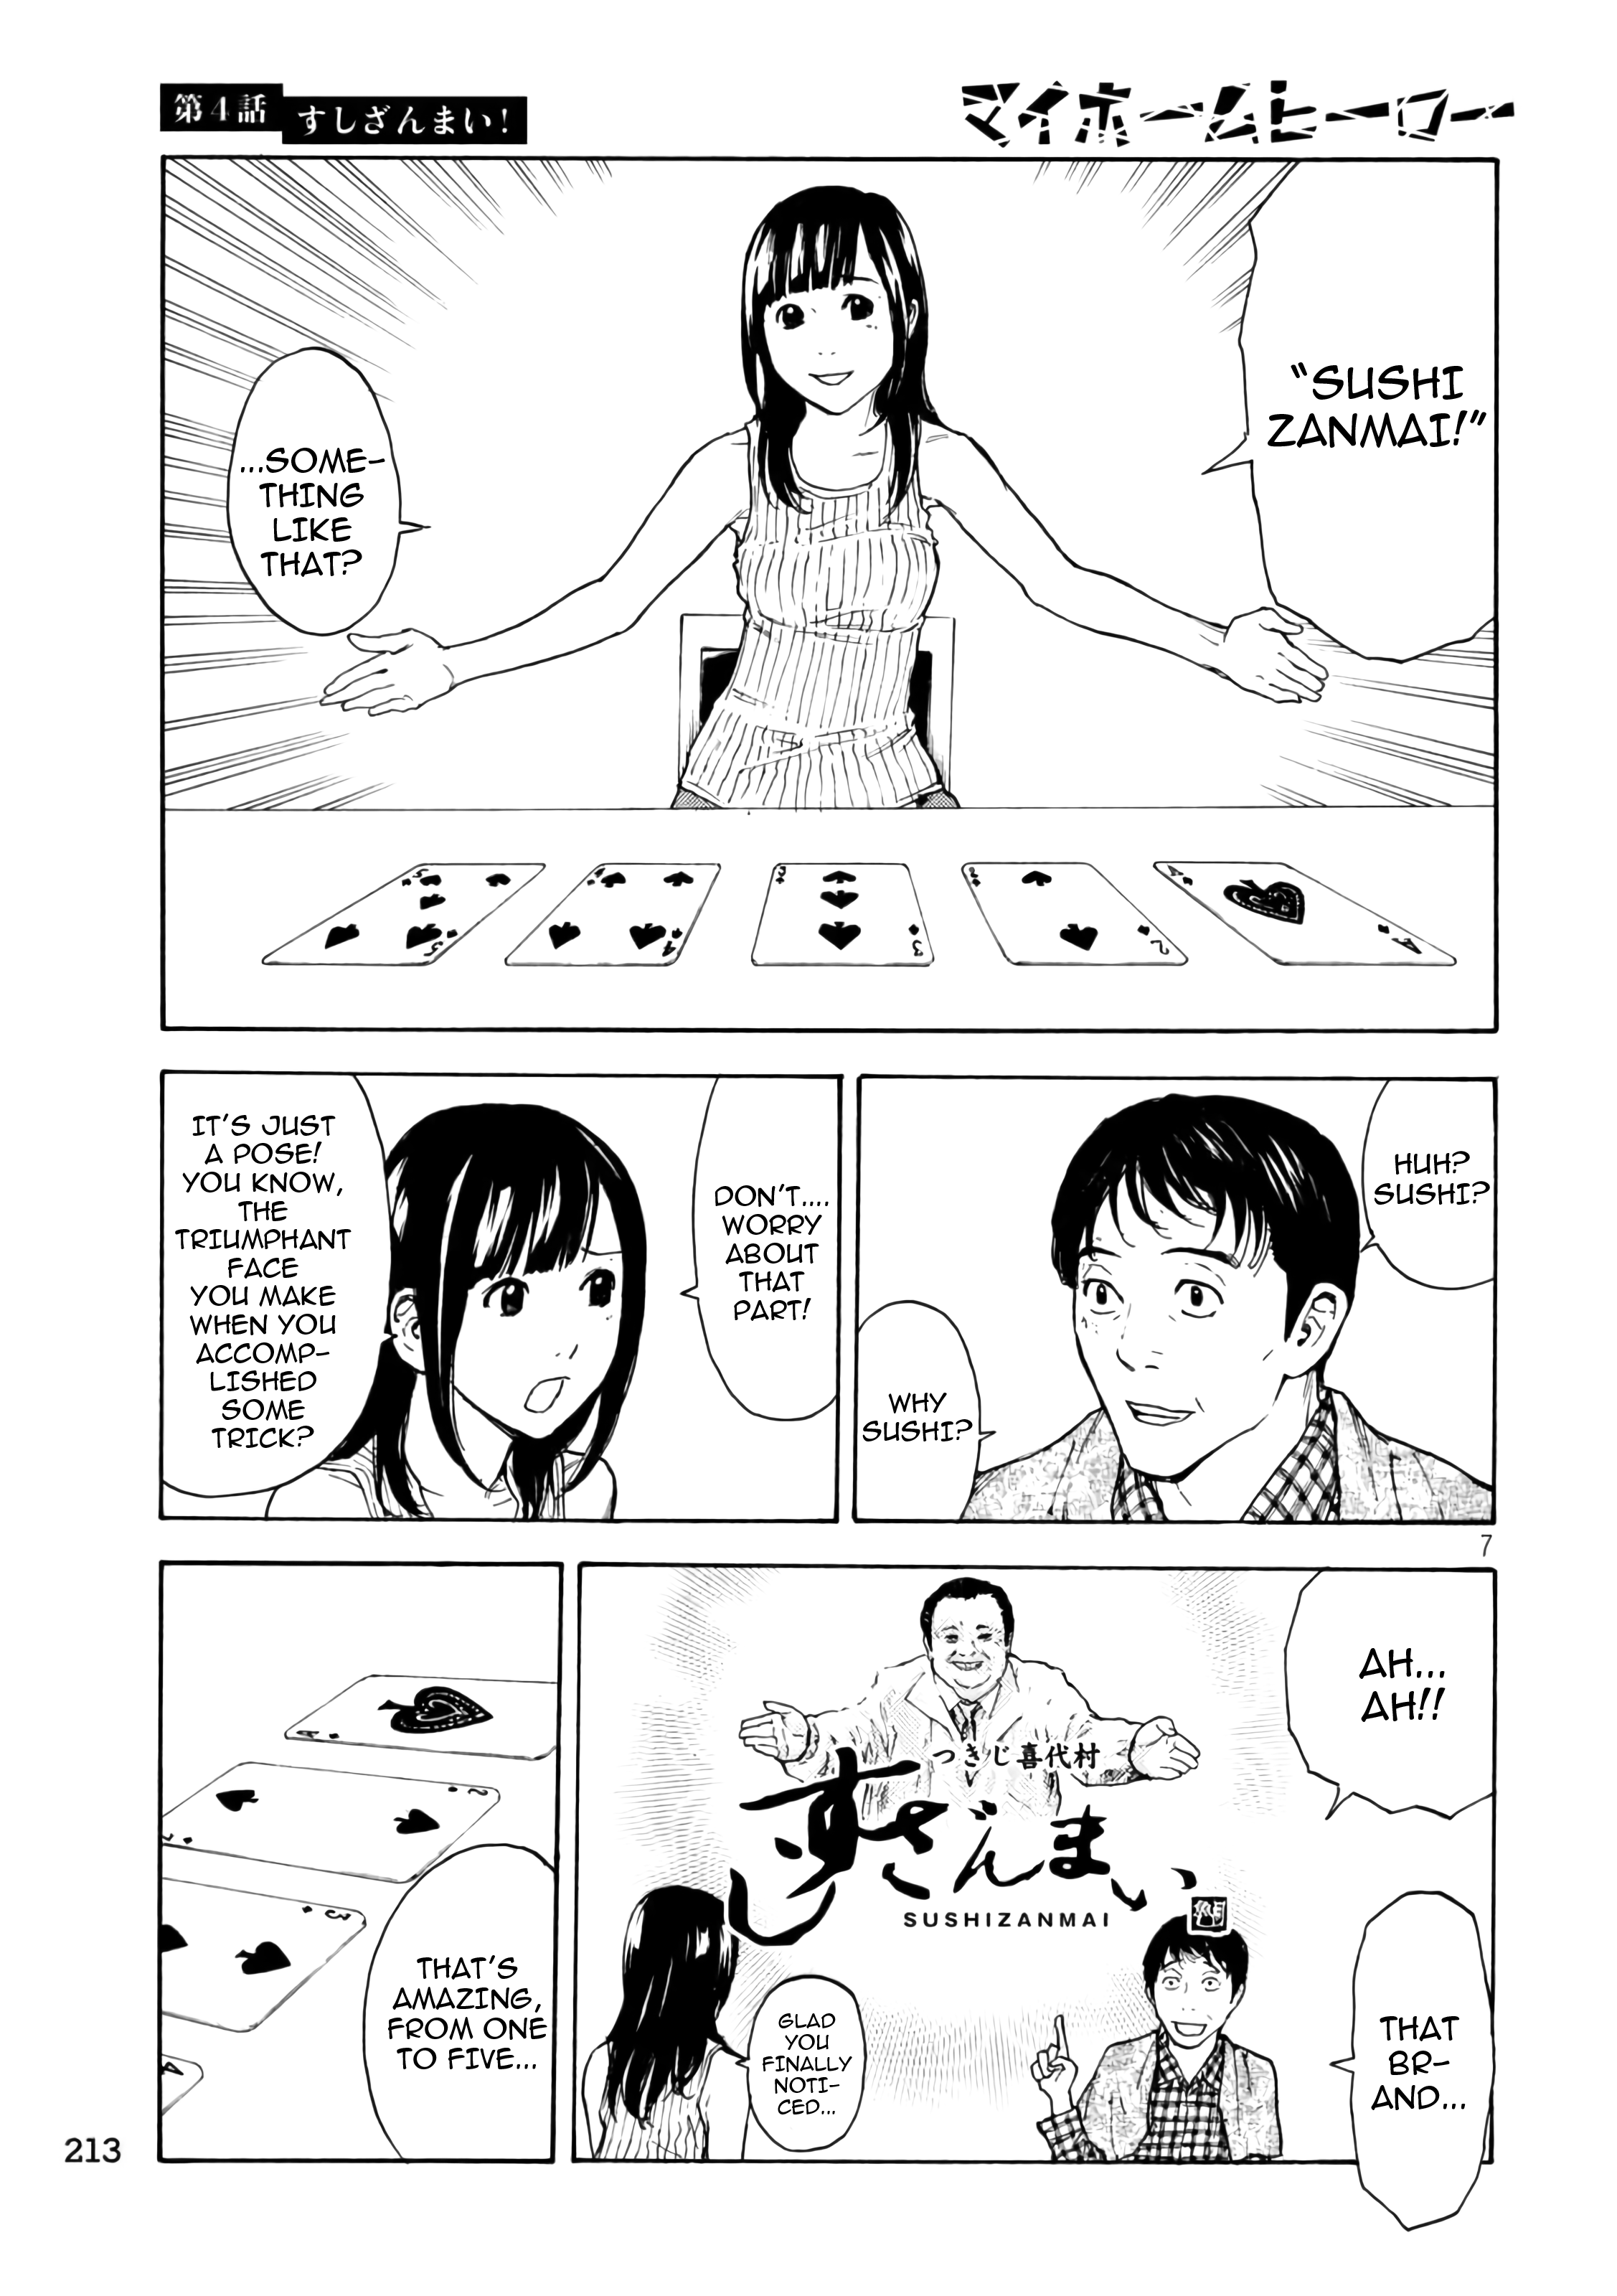 第4話
すしざんまい!
マイホームヒーロー
"SUSHI
ZANMAI!"
...SOME-
THING
LIKE
THAT?
HUH?
SUSHI?
WHY
SUSHI?
DON'T....
WORRY
ABOUT
THAT
PART!
IT'S JUST
A POSE!
YOU KNOW,
THE
TRIUMPHANT
FACE
YOU MAKE
WHEN YOU
ACCOMP-
LISHED
SOME
TRICK?
7
AH...
AH!!
つきじ喜代村
すしざんまい
SUSHIZANMAI
THAT
BR-
AND...
GLAD
YOU
FINALLY
NOTI-
CED...
THAT'S
AMAZING,
FROM ONE
TO FIVE...
213